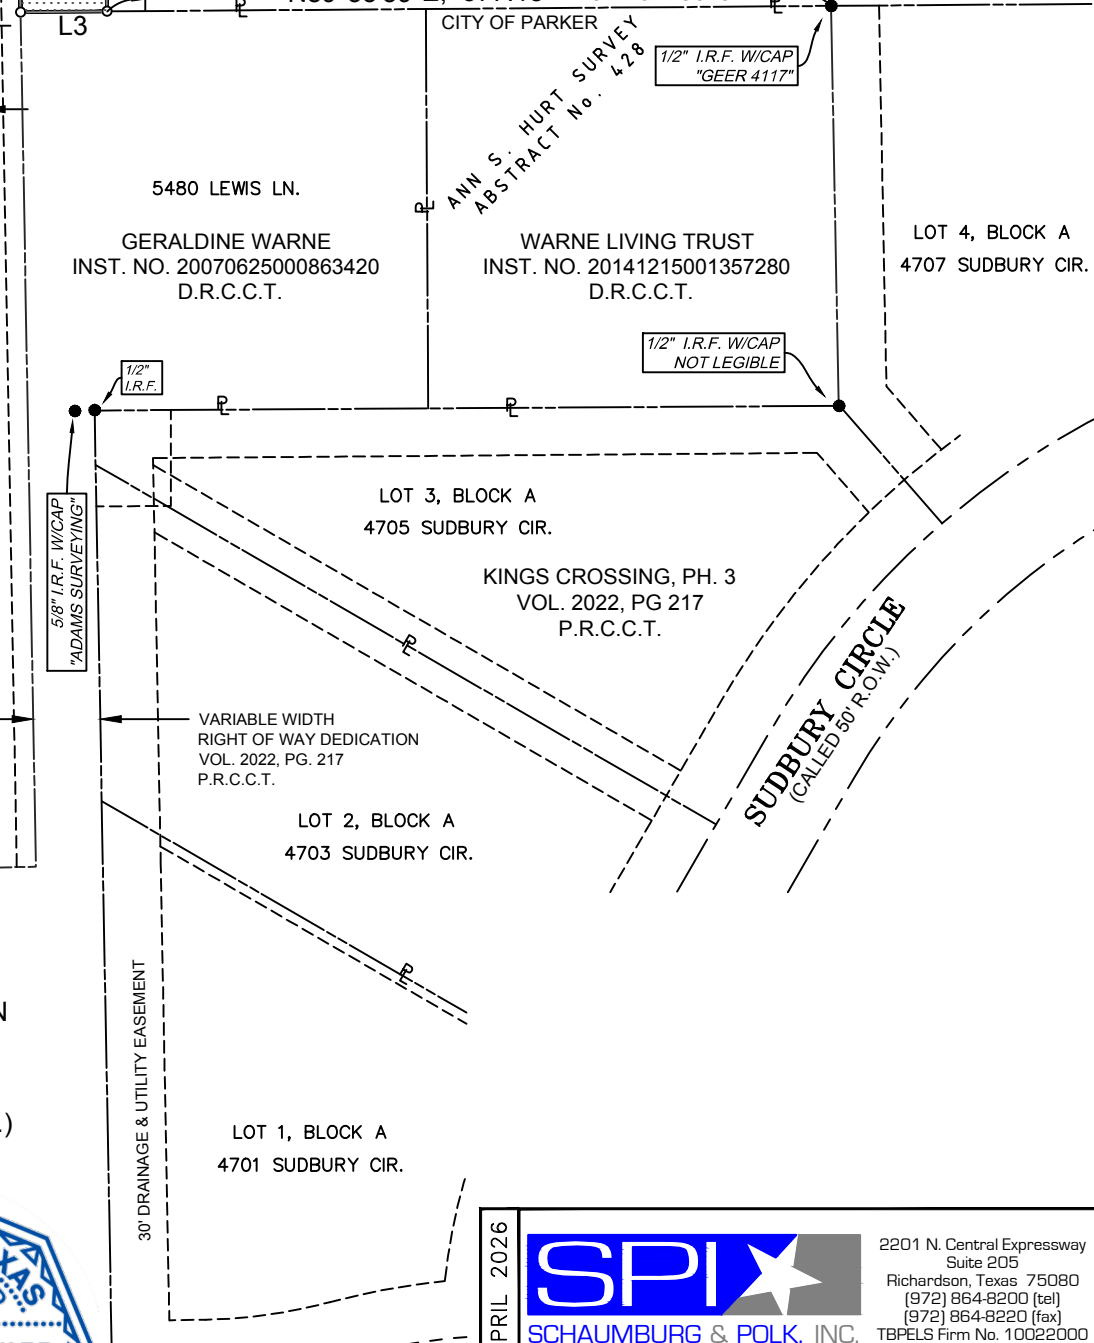 L3
CITY OF PARKER
ANN S. HURT SURVEY
ABSTRACT No. 428
1/2" I.R.F. W/CAP
"GEER 4117"
5480 LEWIS LN.
GERALDINE WARNE
INST. NO. 20070625000863420
D.R.C.C.T.
WARNE LIVING TRUST
INST. NO. 20141215001357280
D.R.C.C.T.
LOT 4, BLOCK A
4707 SUDBURY CIR.
1/2" I.R.F. W/CAP
NOT LEGIBLE
1/2"
I.R.F.
5/8" I.R.F. W/CAP
"ADAMS SURVEYING"
LOT 3, BLOCK A
4705 SUDBURY CIR.
KINGS CROSSING, PH. 3
VOL. 2022, PG 217
P.R.C.C.T.
SUDBURY CIRCLE
(CALLED 50' R.O.W.)
VARIABLE WIDTH
RIGHT OF WAY DEDICATION
VOL. 2022, PG. 217
P.R.C.C.T.
LOT 2, BLOCK A
4703 SUDBURY CIR.
30' DRAINAGE & UTILITY EASEMENT
LOT 1, BLOCK A
4701 SUDBURY CIR.
PRIL 2026
SPI
SCHAUMBURG & POLK, INC.
2201 N. Central Expressway
Suite 205
Richardson, Texas 75080
(972) 864-8200 (tel)
(972) 864-8220 (fax)
TBPELS Firm No. 10022000